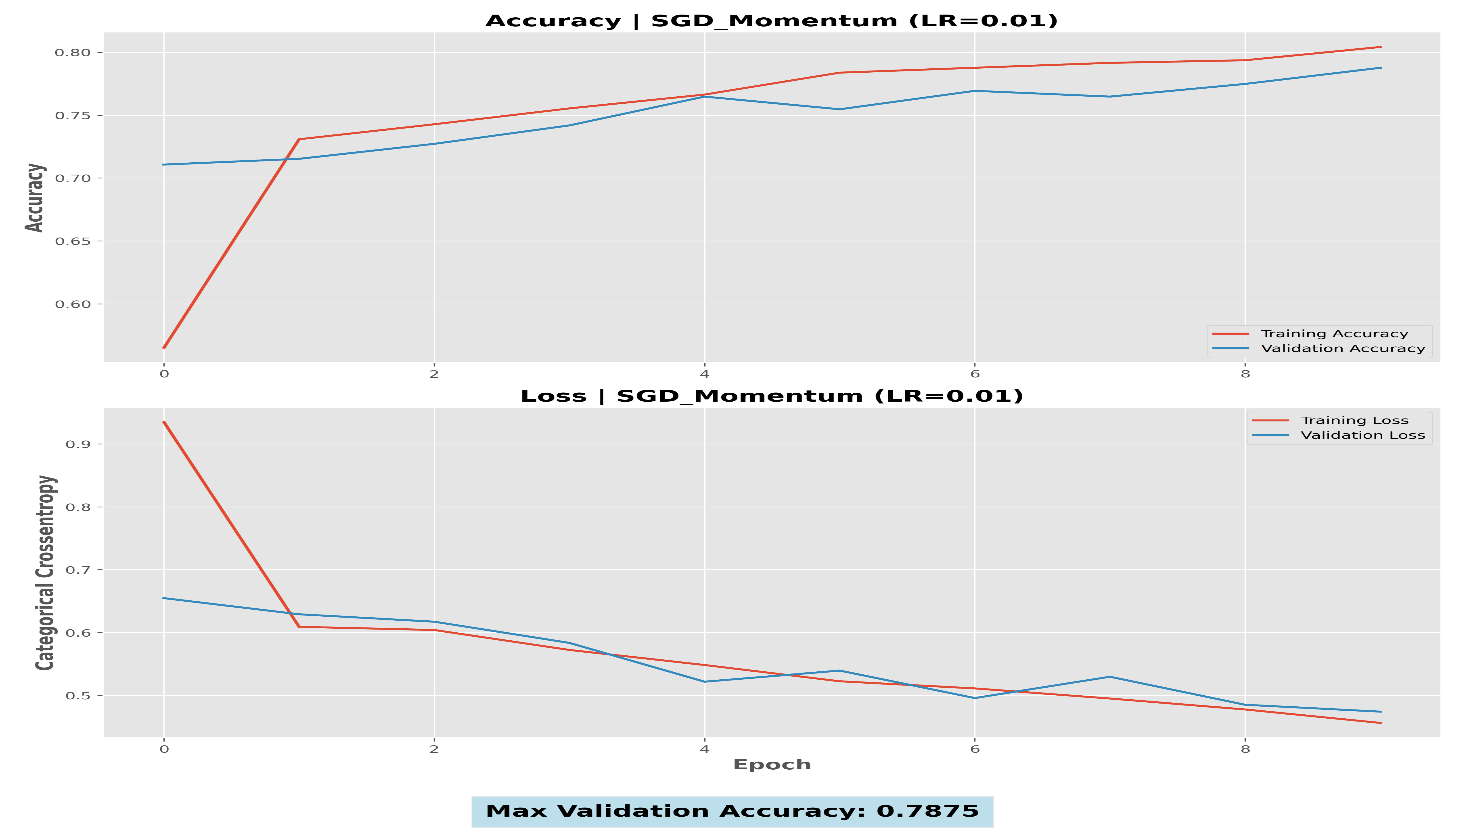 Accuracy | SGD_Momentum (LR=0.01)
Accuracy
0.80
0.75
0.70
0.65
0.60
Training Accuracy
Validation Accuracy
0 2 4 6 8
Loss | SGD_Momentum (LR=0.01)
Categorical Crossentropy
0.9
0.8
0.7
0.6
0.5
Training Loss
Validation Loss
0 2 4 6 8
Epoch
Max Validation Accuracy: 0.7875